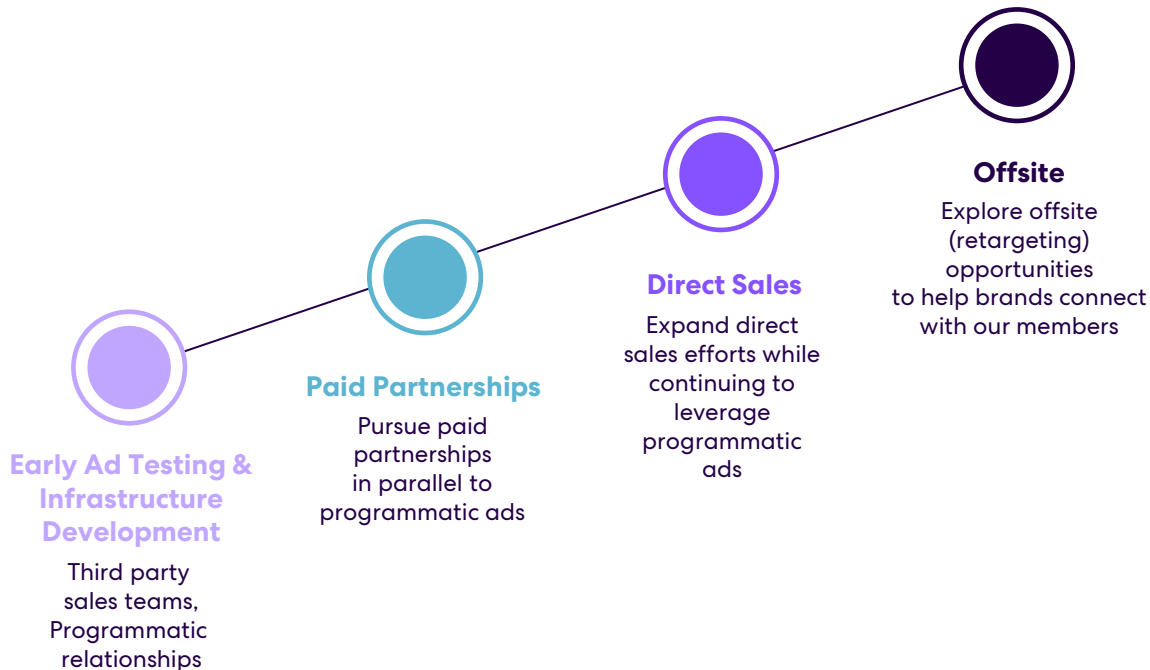 Early Ad Testing &
Infrastructure
Development
Third party
sales teams,
Programmatic
relationships
Paid Partnerships
Pursue paid
partnerships
in parallel to
programmatic ads
Direct Sales
Expand direct
sales efforts while
continuing to
leverage
programmatic
ads
Offsite
Explore offsite
(retargeting)
opportunities
to help brands connect
with our members